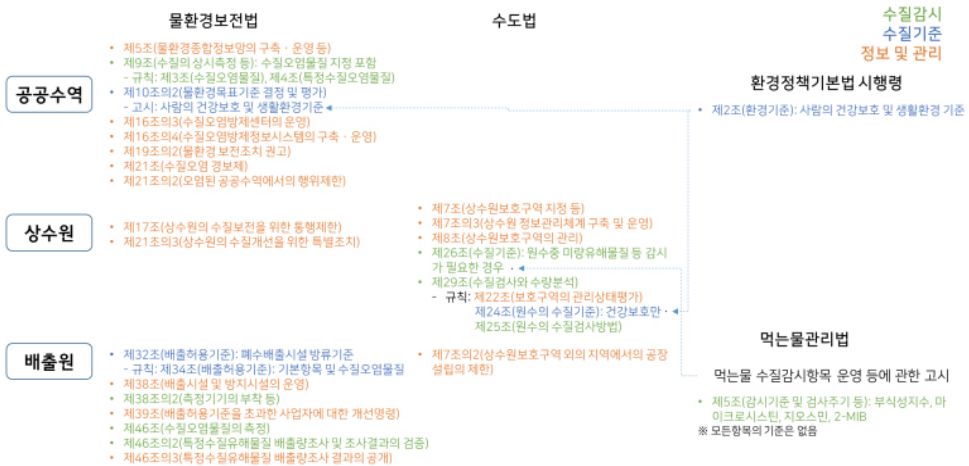 물환경보전법
수도법
수질감시
수질기준
정보 및 관리
공공수역
• 제5조(물환경종합정보망의 구축 · 운영 등)
• 제9조(수질의 상시측정 등): 수질오염물질 지정 포함
- 규칙: 제3조(수질오염물질), 제4조(특정수질오염물질)
• 제10조의2(물환경목표기준 결정 및 평가)
- 고시: 사람의 건강보호 및 생활환경기준
• 제16조의3(수질오염방제센터의 운영)
• 제16조의4(수질오염방제정보시스템의 구축 · 운영)
• 제19조의2(물환경 보전조치 권고)
• 제21조(수질오염 경보제)
• 제21조의2(오염된 공공수역에서의 행위제한)
환경정책기본법 시행령
• 제2조(환경기준): 사람의 건강보호 및 생활환경 기준
상수원
• 제17조(상수원의 수질보전을 위한 통행제한)
• 제21조의3(상수원의 수질개선을 위한 특별조치)
• 제7조(상수원보호구역 지정 등)
• 제7조의3(상수원 정보관리체계 구축 및 운영)
• 제8조(상수원보호구역의 관리)
• 제26조(수질기준): 원수중 미량유해물질 등 감시
가 필요한 경우
• 제29조(수질검사와 수량분석)
- 규칙: 제22조(보호구역의 관리상태평가)
제24조(원수의 수질기준): 건강보호만
제25조(원수의 수질검사방법)
배출원
• 제32조(배출허용기준): 폐수배출시설 방류기준
- 규칙: 제34조(배출허용기준): 기본항목 및 수질오염물질
• 제38조(배출시설 및 방지시설의 운영)
• 제38조의2(측정기기의 부착 등)
• 제39조(배출허용기준을 초과한 사업자에 대한 개선명령)
• 제46조(수질오염물질의 측정)
• 제46조의2(특정수질유해물질 배출량조사 및 조사결과의 검증)
• 제46조의3(특정수질유해물질 배출량조사 결과의 공개)
• 제7조의2(상수원보호구역 외의 지역에서의 공장
설립의 제한)
먹는물관리법
먹는물 수질감시항목 운영 등에 관한 고시
• 제5조(감시기준 및 검사주기 등): 부식성지수, 마
이크로시스틴, 지오스민, 2-MIB
※ 모든항목의 기준은 없음